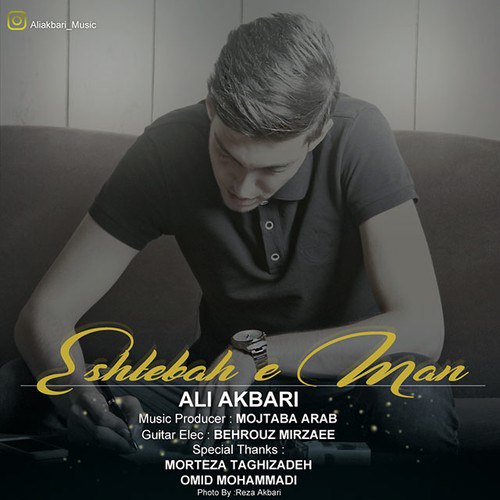 Aliakbari_Music
Eshtebah e Man
ALI AKBARI
Music Producer : MOJTABA ARAB
Guitar Elec : BEHROUZ MIRZAEE
Special Thanks :
MORTEZA TAGHIZADEH
OMID MOHAMMADI
Photo By :Reza Akbari